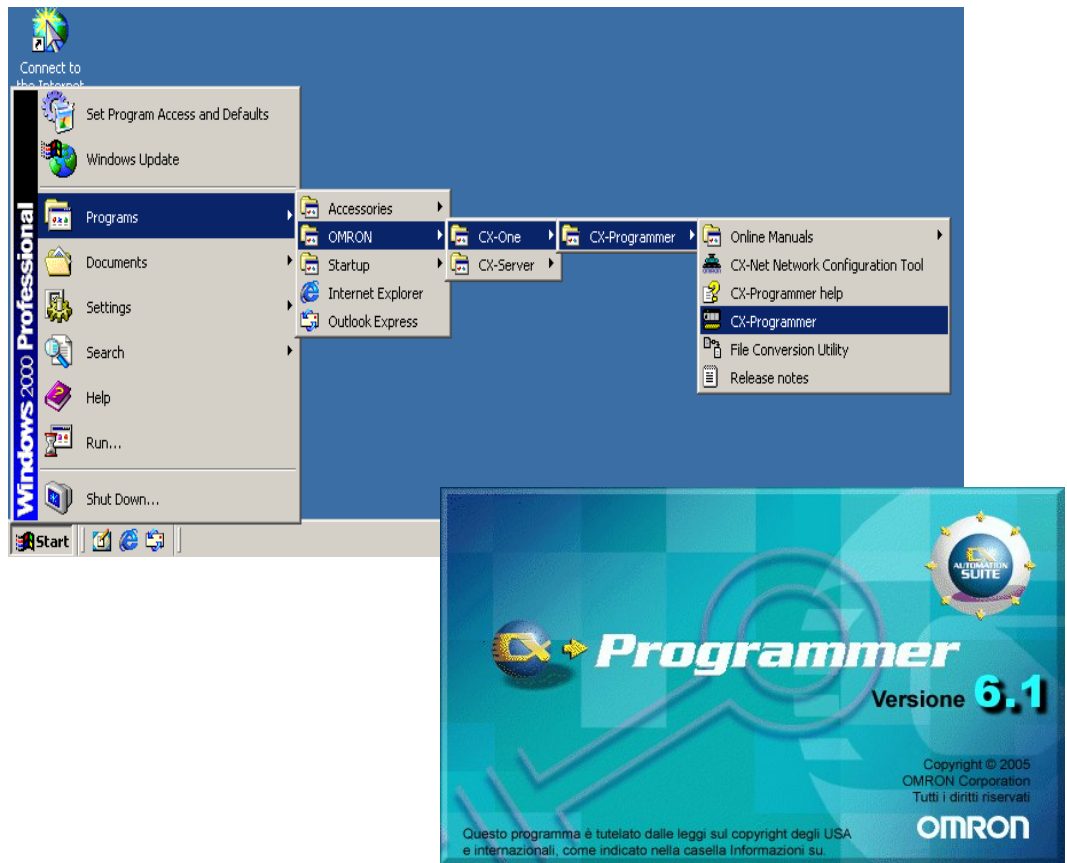 Connect to
the Internet
Set Program Access and Defaults
Windows Update
Programs
Documents
Settings
Search
Help
Run...
Shut Down...
Windows 2000 Professional
Start
Accessories
OMRON
Startup
Internet Explorer
Outlook Express
CX-One
CX-Server
CX-Programmer
Online Manuals
CX-Net Network Configuration Tool
CX-Programmer help
CX-Programmer
File Conversion Utility
Release notes
CX
AUTOMATION
SUITE
CX Programmer
Versione 6.1
Copyright © 2005
OMRON Corporation
Tutti i diritti riservati
OMRON
Questo programma è tutelato dalle leggi sul copyright degli USA
e internazionali, come indicato nella casella Informazioni su.